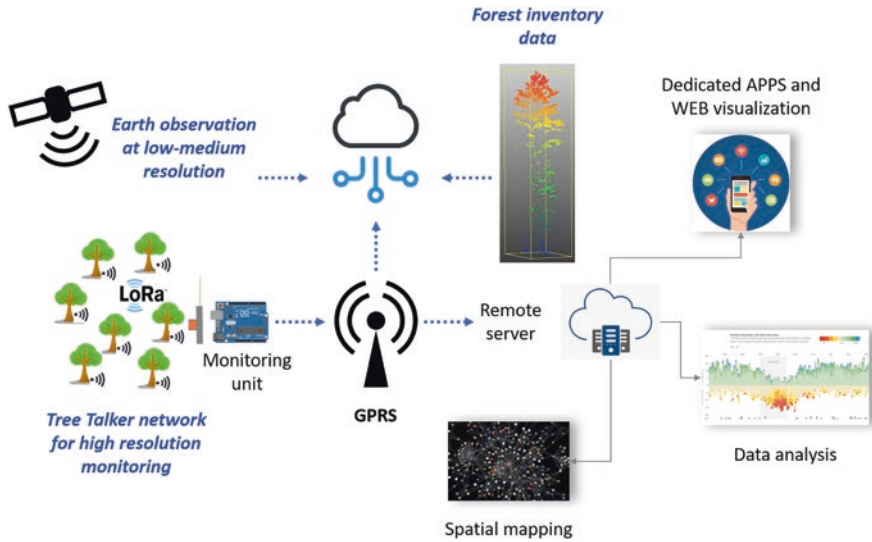 Forest inventory
data
Dedicated APPS and
WEB visualization
Earth observation
at low-medium
resolution
LoRa
Monitoring
unit
Remote
server
GPRS
Tree Talker network
for high resolution
monitoring
Data analysis
Spatial mapping